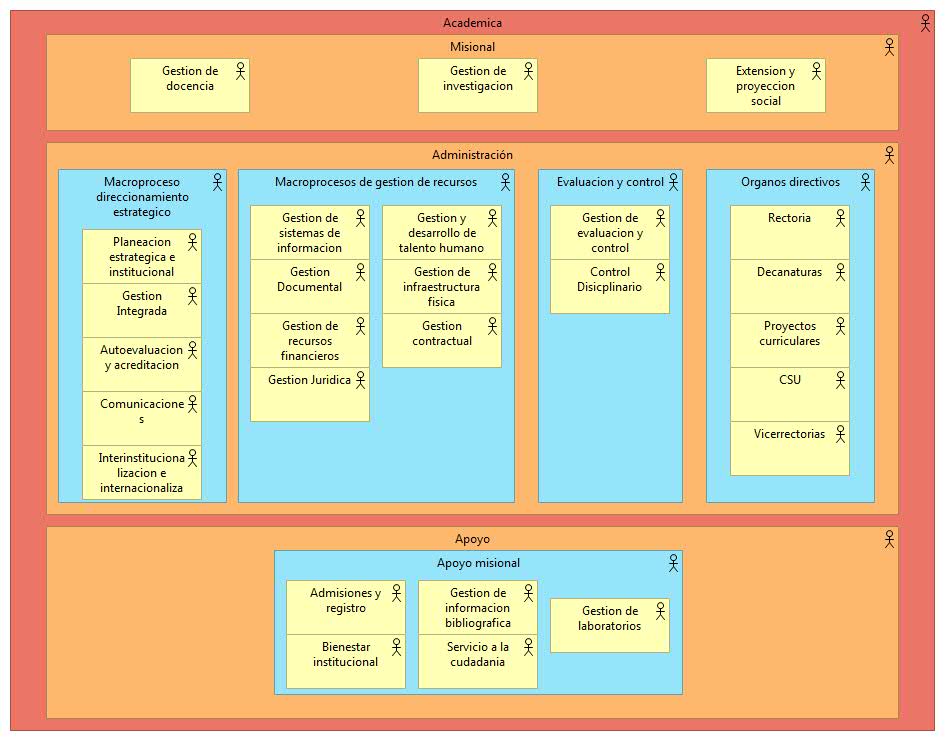 Academica
Misional
Gestion de
docencia
Gestion de
investigacion
Extension y
proyeccion
social
Administración
Macroproceso
direccionamiento
estrategico
Planeacion
estrategica e
institucional
Gestion
Integrada
Autoevaluacion
y acreditacion
Comunicacione
s
Interinstituciona
lizacion e
internacionaliza
Macroprocesos de gestion de recursos
Gestion de
sistemas de
informacion
Gestion
Documental
Gestion de
recursos
financieros
Gestion Juridica
Gestion y
desarrollo de
talento humano
Gestion de
infraestructura
fisica
Gestion
contractual
Evaluacion y control
Gestion de
evaluacion y
control
Control
Disicplinario
Organos directivos
Rectoria
Decanaturas
Proyectos
curriculares
CSU
Vicerrectorias
Apoyo
Apoyo misional
Admisiones y
registro
Bienestar
institucional
Gestion de
informacion
bibliografica
Servicio a la
cudadania
Gestion de
laboratorios